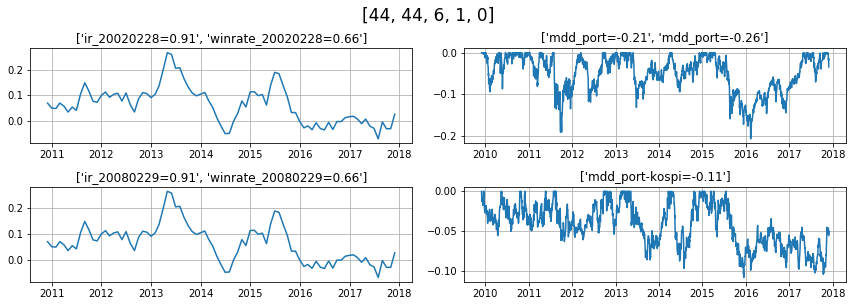 [44, 44, 6, 1, 0]
['ir_20020228=0.91', 'winrate_20020228=0.66']
0.2
0.1
0.0
2011 2012 2013 2014 2015 2016 2017 2018
['mdd_port=-0.21', 'mdd_port=-0.26']
0.0
−0.1
−0.2
2010 2011 2012 2013 2014 2015 2016 2017 2018
['ir_20080229=0.91', 'winrate_20080229=0.66']
0.2
0.1
0.0
2011 2012 2013 2014 2015 2016 2017 2018
['mdd_port-kospi=-0.11']
0.00
−0.05
−0.10
2010 2011 2012 2013 2014 2015 2016 2017 2018